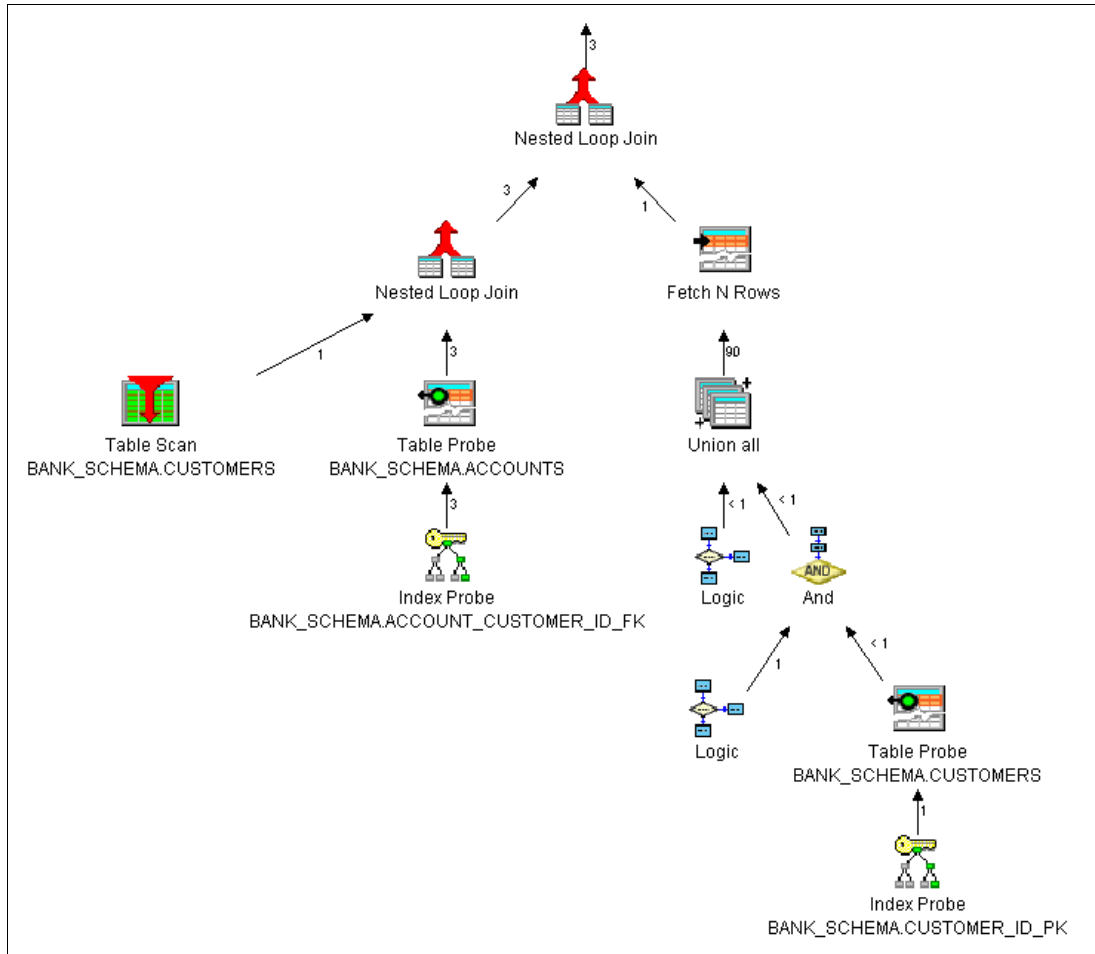 3
Nested Loop Join
3
1
Nested Loop Join
Fetch N Rows
1
3
90
Table Scan
BANK_SCHEMA.CUSTOMERS
Table Probe
BANK_SCHEMA.ACCOUNTS
Union all
3
< 1
< 1
AND
Index Probe
BANK_SCHEMA.ACCOUNT_CUSTOMER_ID_FK
Logic
And
1
< 1
Logic
Table Probe
BANK_SCHEMA.CUSTOMERS
1
Index Probe
BANK_SCHEMA.CUSTOMER_ID_PK